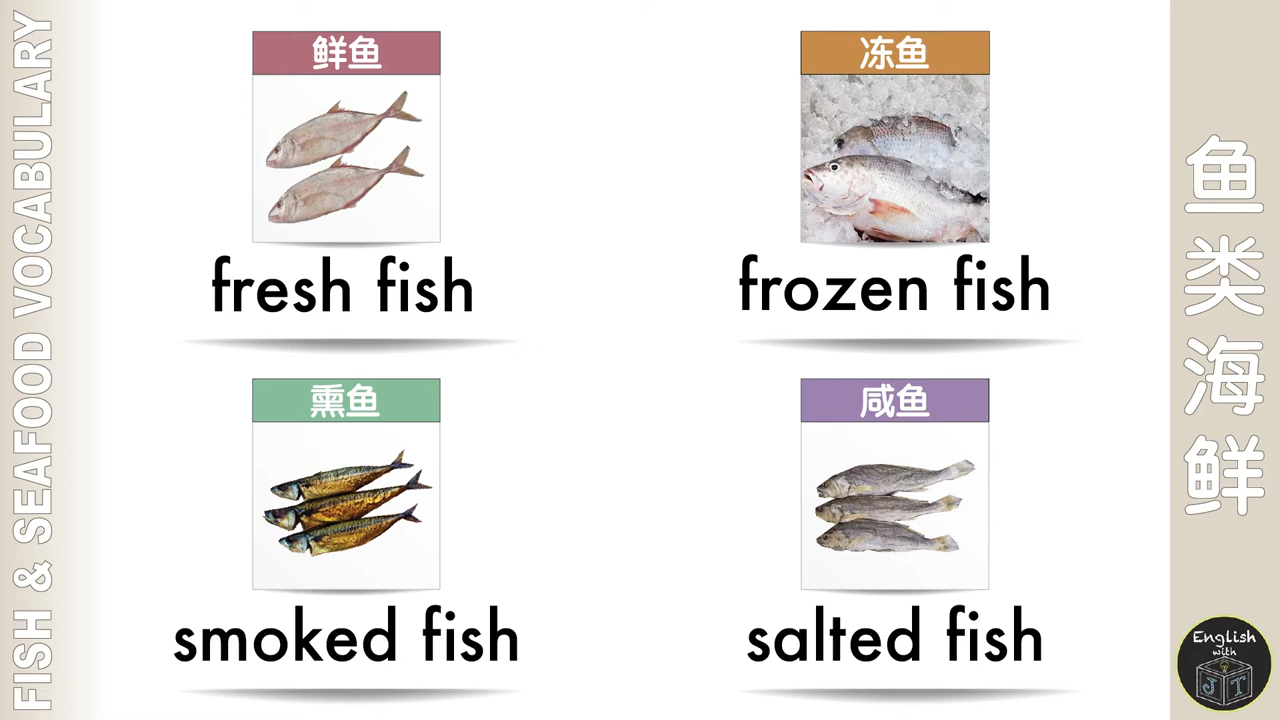 FISH & SEAFOOD VOCABULARY
鲜鱼
fresh fish
冻鱼
frozen fish
熏鱼
smoked fish
咸鱼
salted fish
鱼类海鲜
English
with
J T